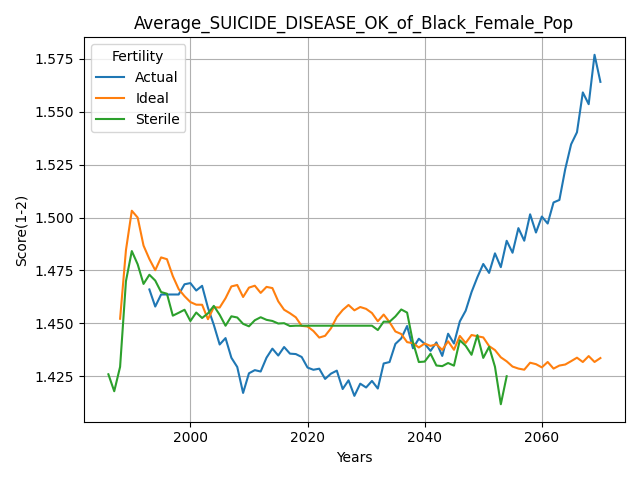 Average_SUICIDE_DISEASE_OK_of_Black_Female_Pop
Fertility
Actual
Ideal
Sterile
1.575
1.550
1.525
1.500
1.475
1.450
1.425
Score(1-2)
2000
2020
2040
2060
Years